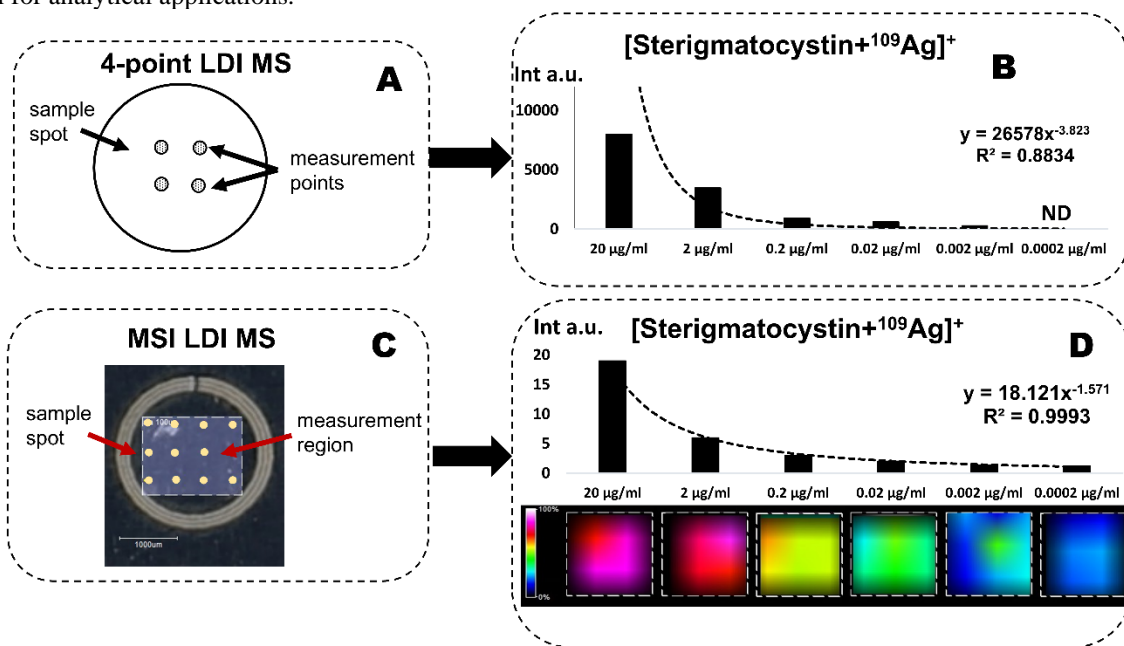 for analytical applications.
4-point LDI MS
A
sample
spot
measurement
points
[Sterigmatocystin+¹⁰⁹Ag]⁺
B
Int a.u.
10000
5000
0
y = 26578x⁻³·⁸²³
R² = 0.8834
ND
20 µg/ml 2 µg/ml 0.2 µg/ml 0.02 µg/ml 0.002 µg/ml 0.0002 µg/ml
MSI LDI MS
C
sample
spot
100um
measurement
region
1000um
[Sterigmatocystin+¹⁰⁹Ag]⁺
D
Int a.u.
20
15
10
5
0
y = 18.121x⁻¹·⁵⁷¹
R² = 0.9993
20 µg/ml 2 µg/ml 0.2 µg/ml 0.02 µg/ml 0.002 µg/ml 0.0002 µg/ml
100%
0%